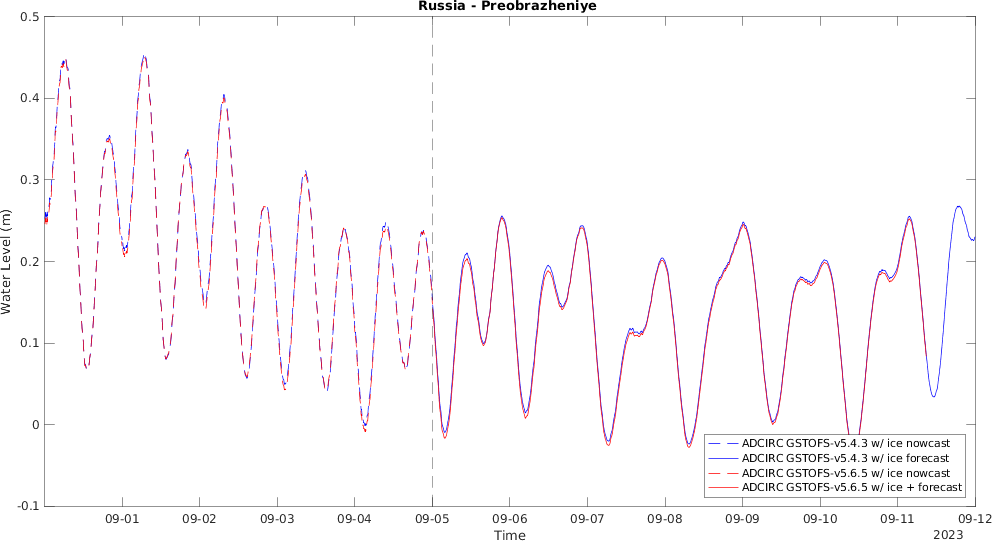 Russia - Preobrazheniye
Water Level (m)
0.5
0.4
0.3
0.2
0.1
0
-0.1
09-01 09-02 09-03 09-04 09-05 09-06 09-07 09-08 09-09 09-10 09-11 09-12
Time
2023
ADCIRC GSTOFS-v5.4.3 w/ ice nowcast
ADCIRC GSTOFS-v5.4.3 w/ ice forecast
ADCIRC GSTOFS-v5.6.5 w/ ice nowcast
ADCIRC GSTOFS-v5.6.5 w/ ice + forecast